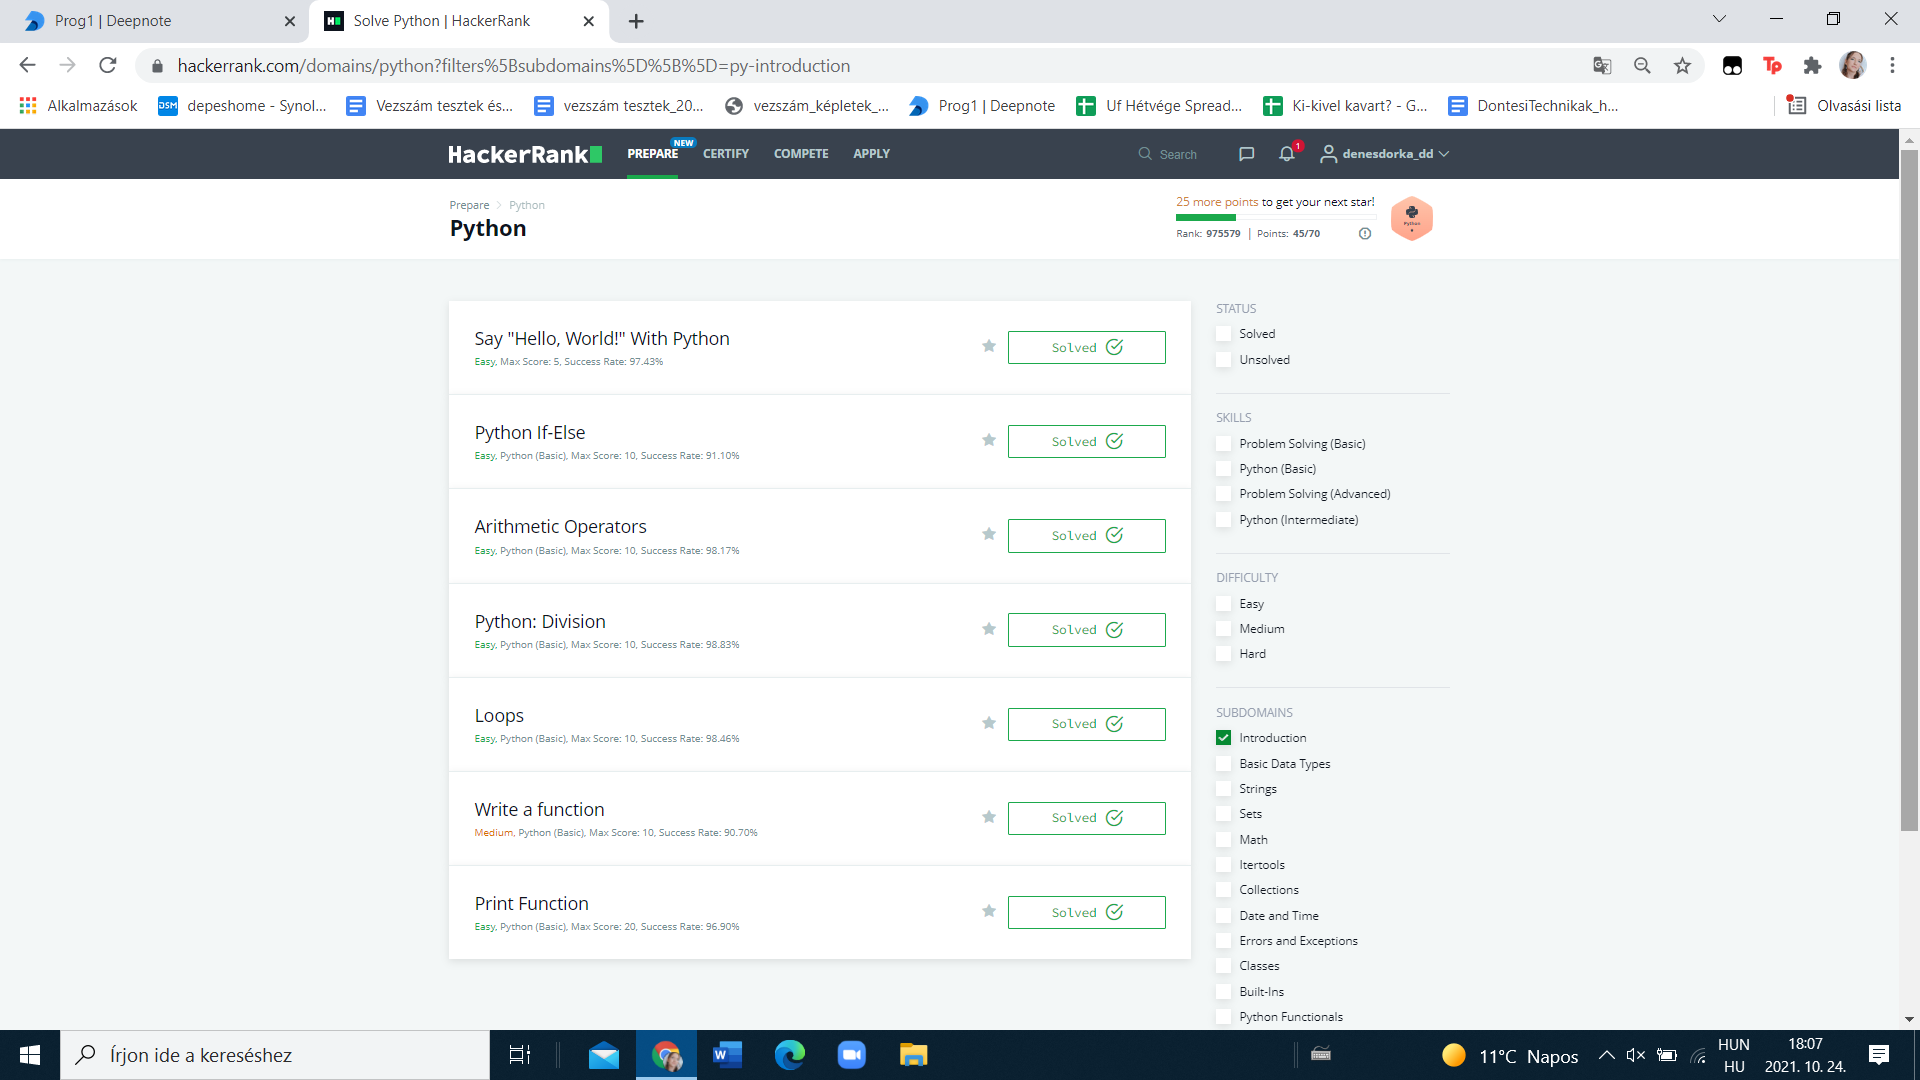 Prog1 | Deepnote
Solve Python | HackerRank
hackerrank.com/domains/python?filters%5Bsubdomains%5D%5B%5D=py-introduction
Alkalmazások
DSM depeshome - Synol...
Vezszám tesztek és...
vezszám tesztek_20...
vezszám_képletek_...
Prog1 | Deepnote
Uf Hétvége Spread...
Ki-kivel kavart? - G...
DontesiTechnikak_h...
Olvasási lista
HackerRank
PREPARE
NEW
CERTIFY
COMPETE
APPLY
Search
1
denesdorka_dd
Prepare > Python
Python
25 more points to get your next star!
Rank: 975579 | Points: 45/70
Python
Say "Hello, World!" With Python
Easy, Max Score: 5, Success Rate: 97.43%
Solved
Python If-Else
Easy, Python (Basic), Max Score: 10, Success Rate: 91.10%
Solved
Arithmetic Operators
Easy, Python (Basic), Max Score: 10, Success Rate: 98.17%
Solved
Python: Division
Easy, Python (Basic), Max Score: 10, Success Rate: 98.83%
Solved
Loops
Easy, Python (Basic), Max Score: 10, Success Rate: 98.46%
Solved
Write a function
Medium, Python (Basic), Max Score: 10, Success Rate: 90.70%
Solved
Print Function
Easy, Python (Basic), Max Score: 20, Success Rate: 96.90%
Solved
STATUS
Solved
Unsolved
SKILLS
Problem Solving (Basic)
Python (Basic)
Problem Solving (Advanced)
Python (Intermediate)
DIFFICULTY
Easy
Medium
Hard
SUBDOMAINS
Introduction
Basic Data Types
Strings
Sets
Math
Itertools
Collections
Date and Time
Errors and Exceptions
Classes
Built-Ins
Python Functionals
Írjon ide a kereséshez
11°C Napos
HUN
HU
18:07
2021. 10. 24.